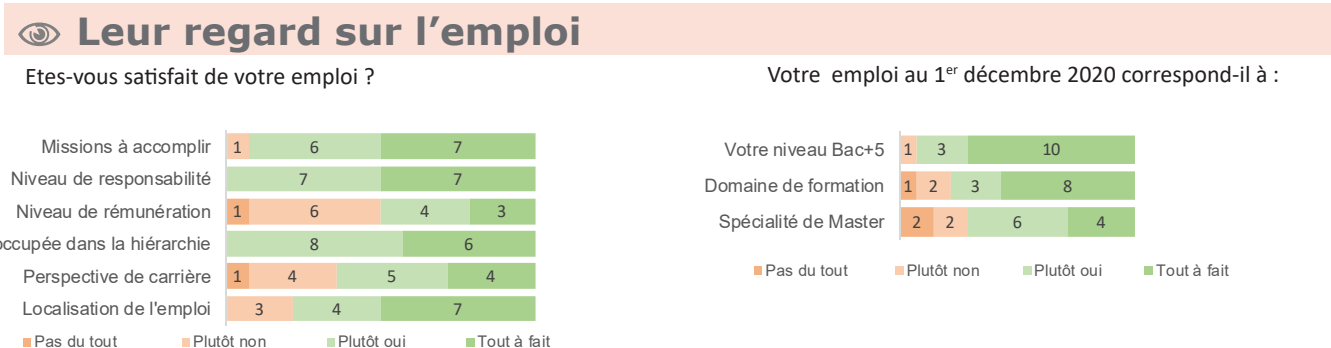 Leur regard sur l’emploi
Etes-vous satisfait de votre emploi ?
Missions à accomplir 1 6 7
Niveau de responsabilité 7 7
Niveau de rémunération 1 6 4 3
occupée dans la hiérarchie 8 6
Perspective de carrière 1 4 5 4
Localisation de l'emploi 3 4 7
Pas du tout Plutôt non Plutôt oui Tout à fait
Votre emploi au 1er décembre 2020 correspond-il à :
Votre niveau Bac+5 1 3 10
Domaine de formation 1 2 3 8
Spécialité de Master 2 2 6 4
Pas du tout Plutôt non Plutôt oui Tout à fait